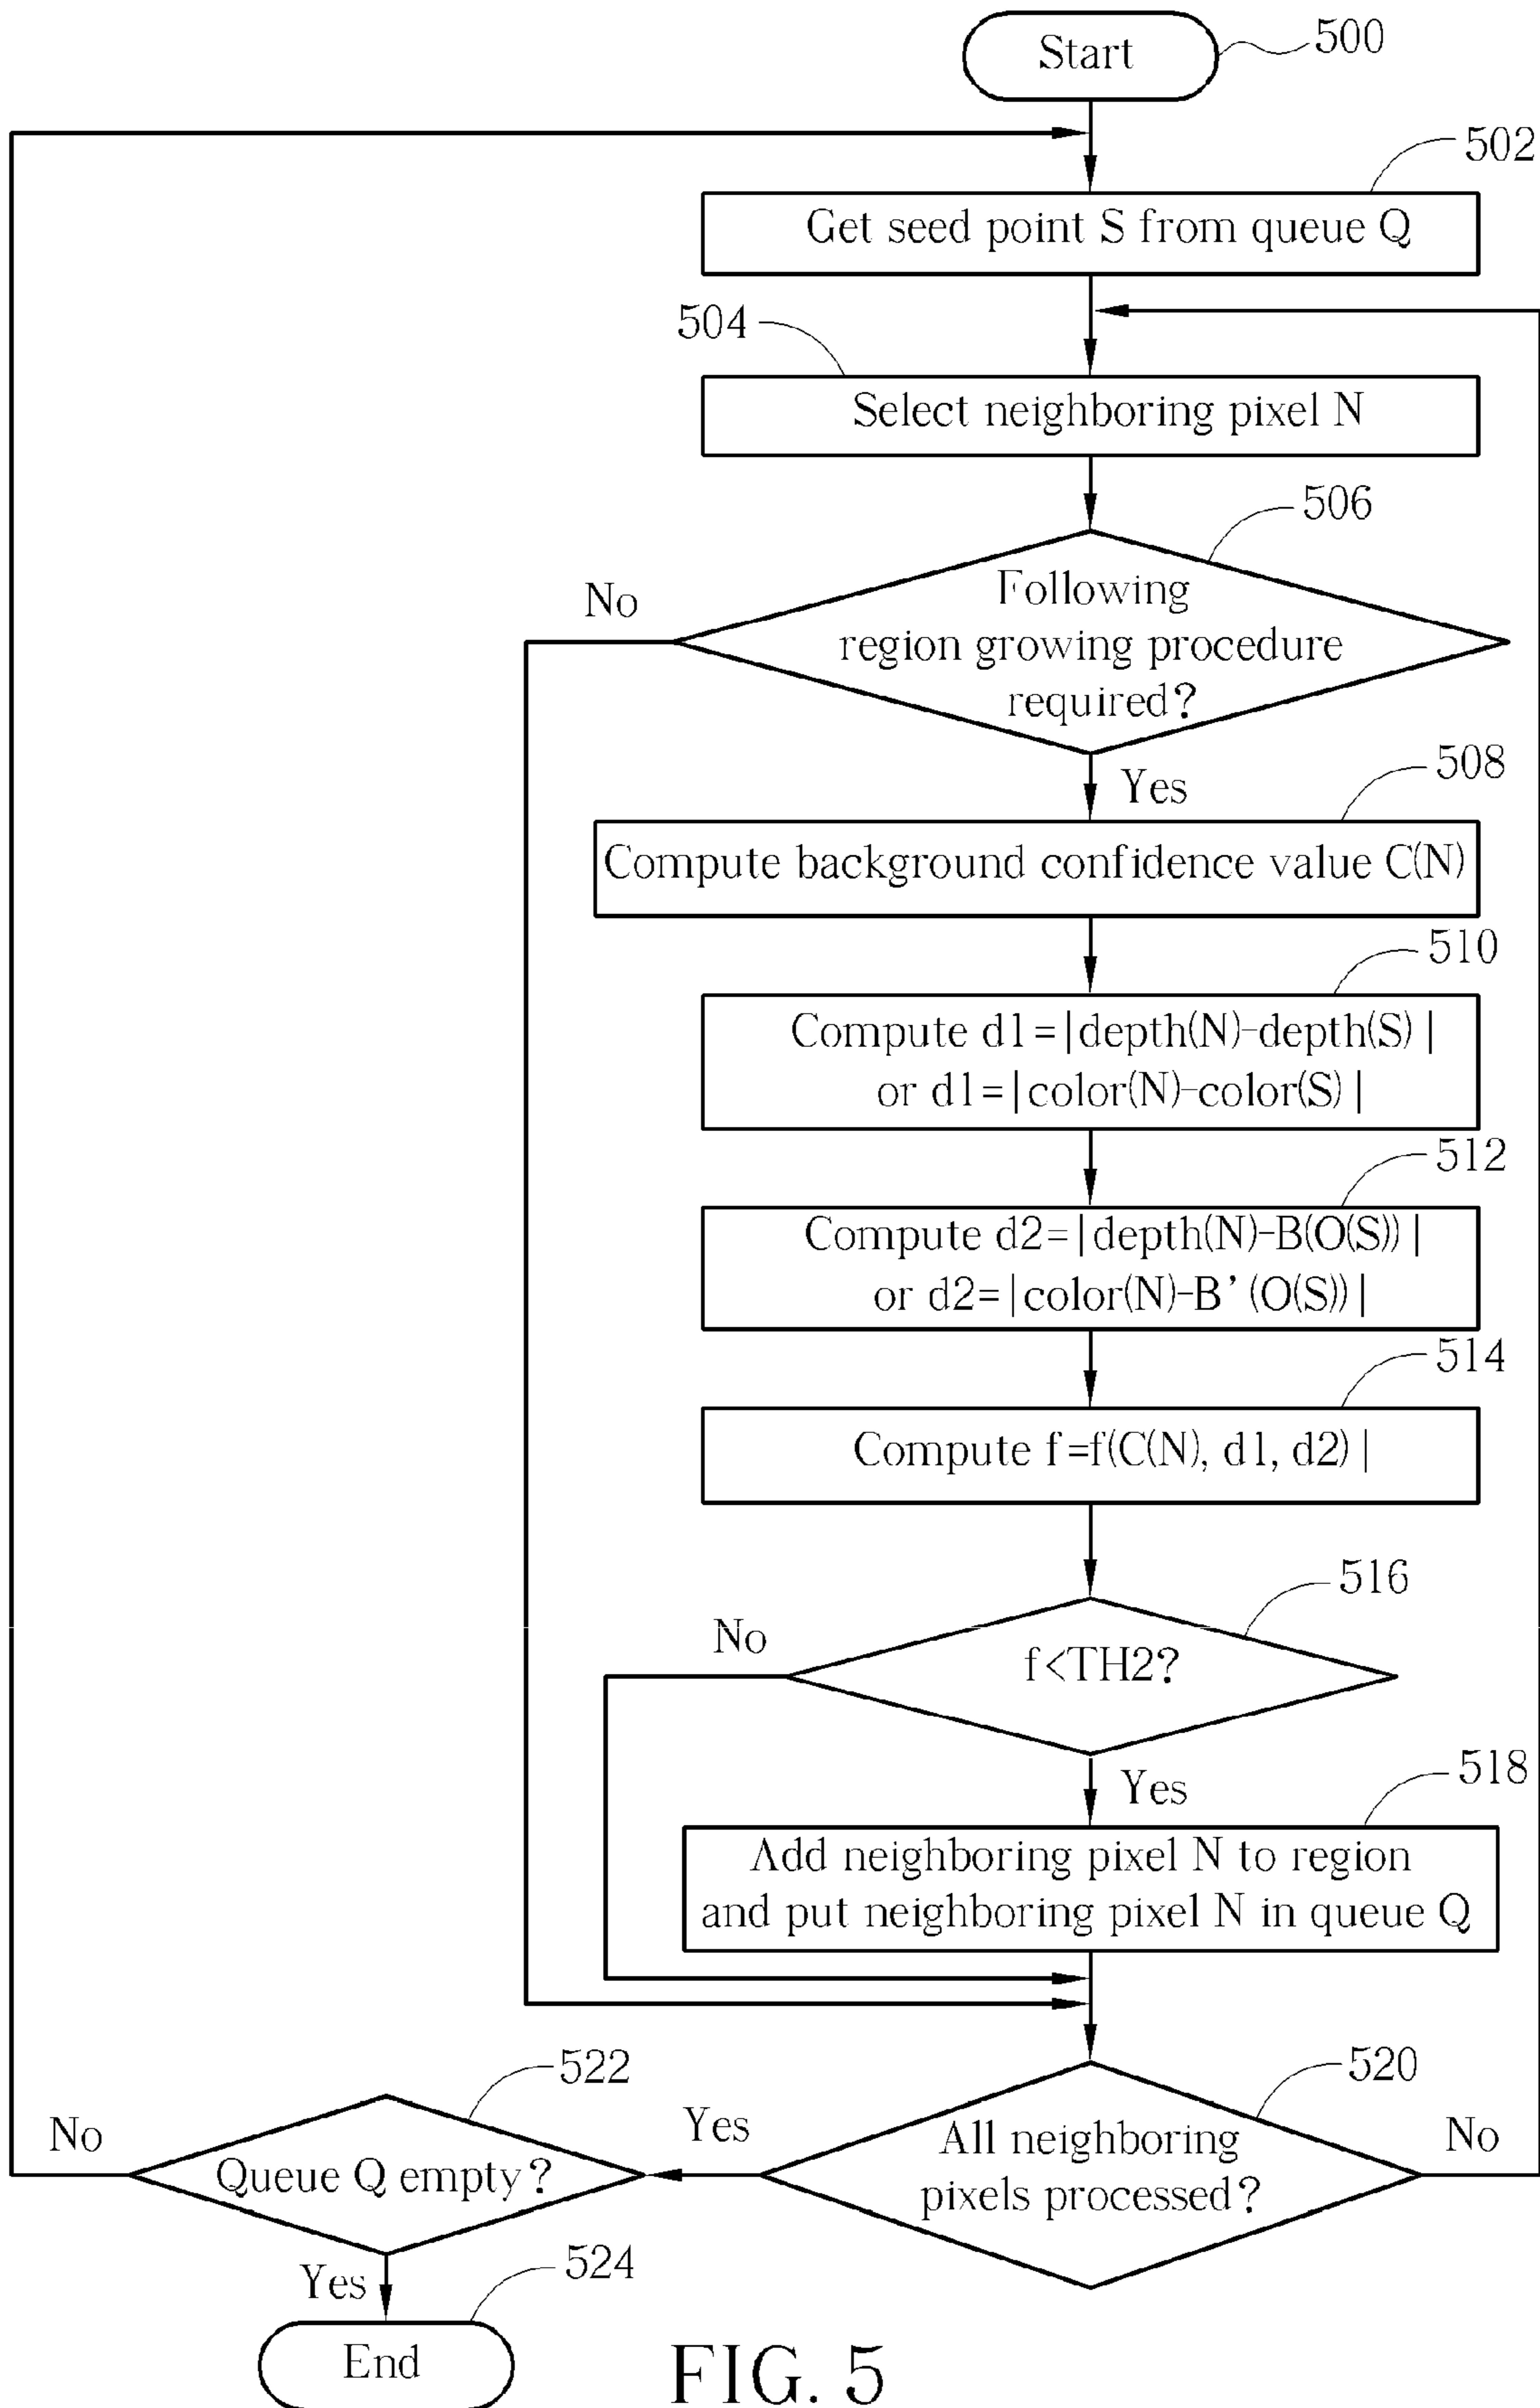 Start
500
502
Get seed point S from queue Q
504
Select neighboring pixel N
506
No
Following
region growing procedure
required?
Yes
508
Compute background confidence value C(N)
510
Compute d1=|depth(N)-depth(S)|
or d1=|color(N)-color(S)|
512
Compute d2=|depth(N)-B(O(S))|
or d2=|color(N)-B’(O(S))|
514
Compute f=f(C(N), d1, d2)|
516
No
f<TH2?
Yes
518
Add neighboring pixel N to region
and put neighboring pixel N in queue Q
522
520
No
Queue Q empty?
Yes
All neighboring
pixels processed?
No
Yes
524
End
FIG. 5